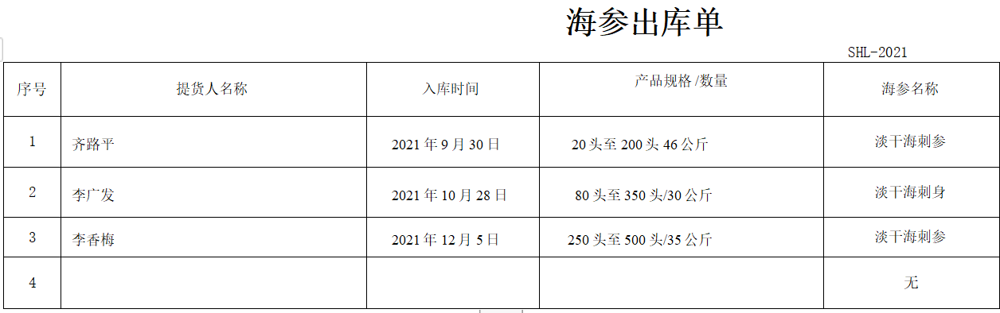 海参出库单
SHL-2021
序号 提货人名称 入库时间 产品规格 /数量 海参名称
1 齐路平 2021 年 9 月 30 日 20 头至 200 头 46 公斤 淡干海刺参
2 李广发 2021 年 10 月 28 日 80 头至 350 头/30 公斤 淡干海刺身
3 李香梅 2021 年 12 月 5 日 250 头至 500 头/35 公斤 淡干海刺参
4 无